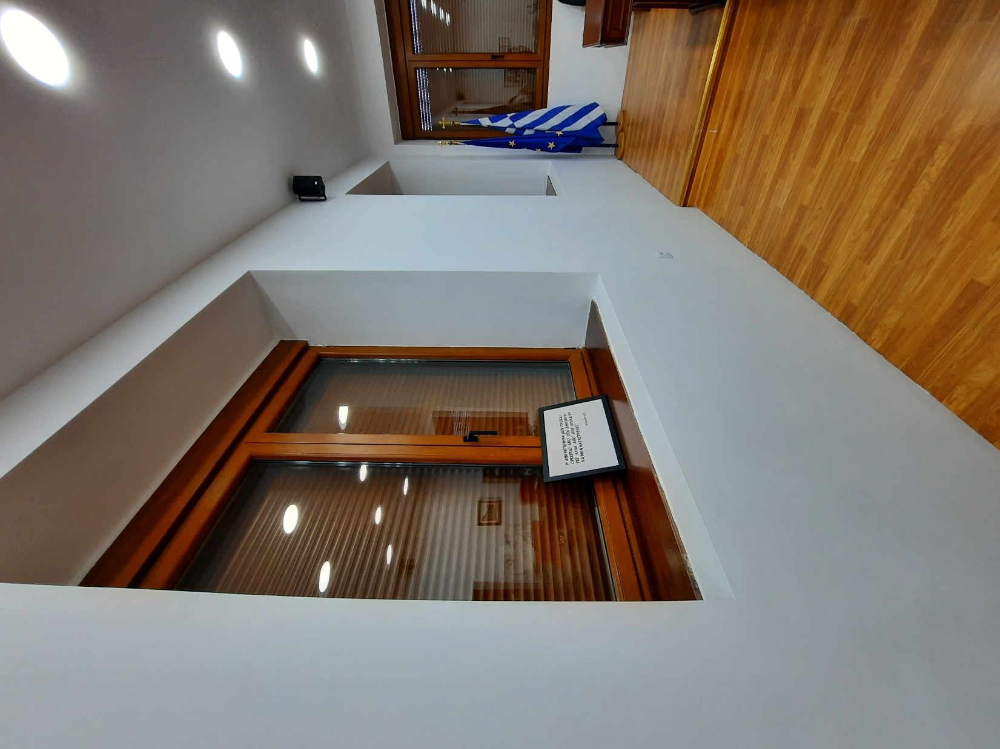 Η ΑΝΘΡΩΠΟΤΗΤΑ ΔΕΝ ΠΡΟΣΔΙ-
ΟΡΙΖΕΤΑΙ ΑΠΟ ΟΣΑ ΔΗΜΙΟΥΡ-
ΓΕΙ ΑΛΛΑ ΑΠΟ ΟΣΑ ΕΠΙΛΕΓΕΙ
ΝΑ ΜΗΝ ΚΑΤΑΣΤΡΕΨΕΙ